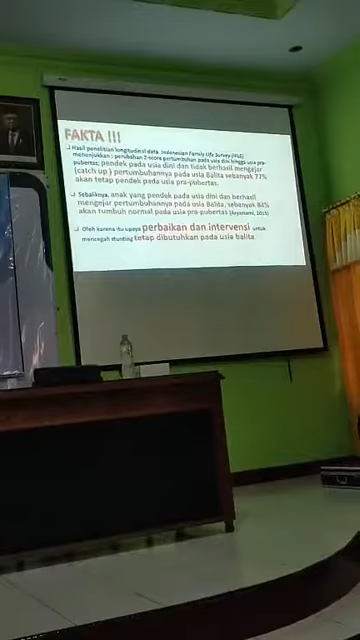 FAKTA !!!
Hasil penelitian longitudinal data Indonesian Family Life Survey (IFLS)
menunjukkan : perubahan Z-score pertumbuhan pada usia dini hingga usia pra-
pubertas; pendek pada usia dini dan tidak berhasil mengejar
(catch up) pertumbuhannya pada usia Balita sebanyak 77%
akan tetap pendek pada usia pra-pubertas.
Sebaliknya, anak yang pendek pada usia dini dan berhasil
mengejar pertumbuhannya pada usia Balita, sebanyak 84%
akan tumbuh normal pada usia pra-pubertas (Aryastami, 2015)
Oleh karena itu upaya perbaikan dan intervensi untuk
mencegah stunting tetap dibutuhkan pada usia balita.